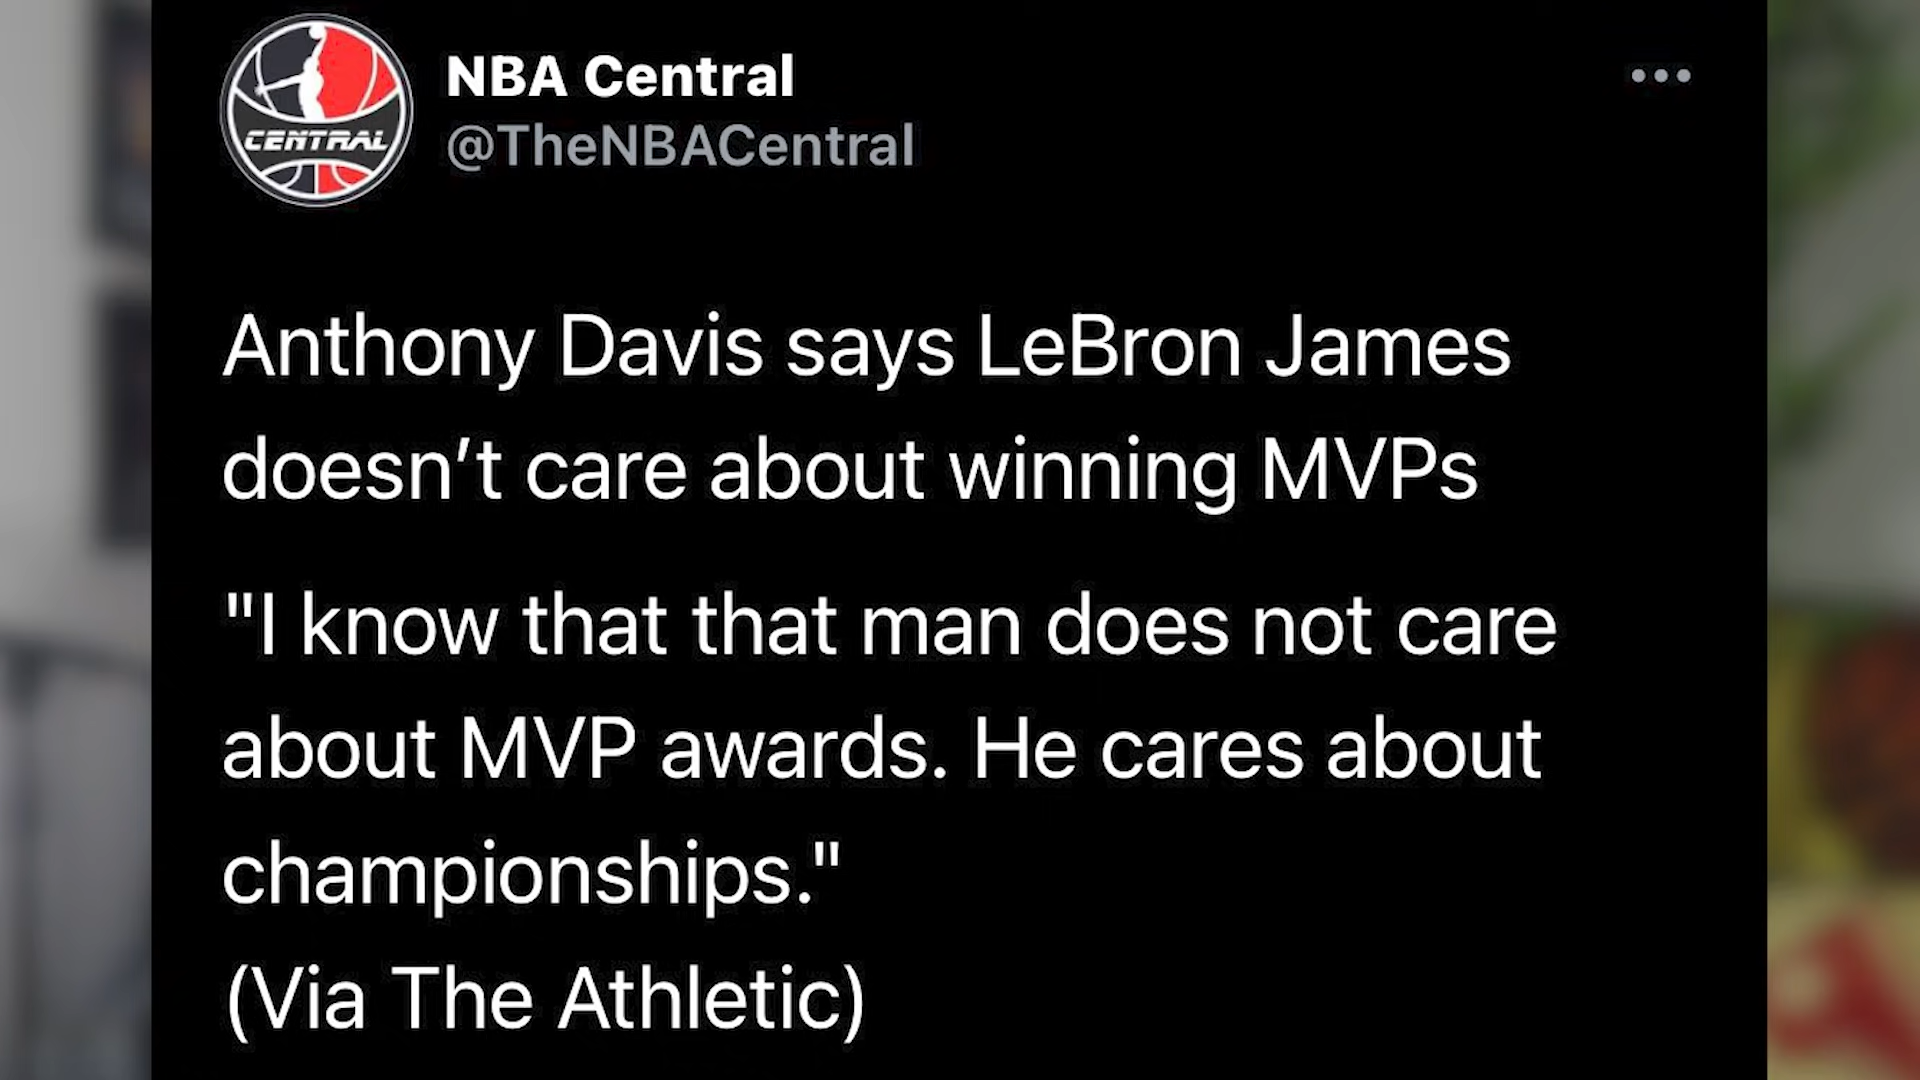 CENTRAL
NBA Central
@TheNBACentral
Anthony Davis says LeBron James
doesn’t care about winning MVPs
"I know that that man does not care
about MVP awards. He cares about
championships."
(Via The Athletic)